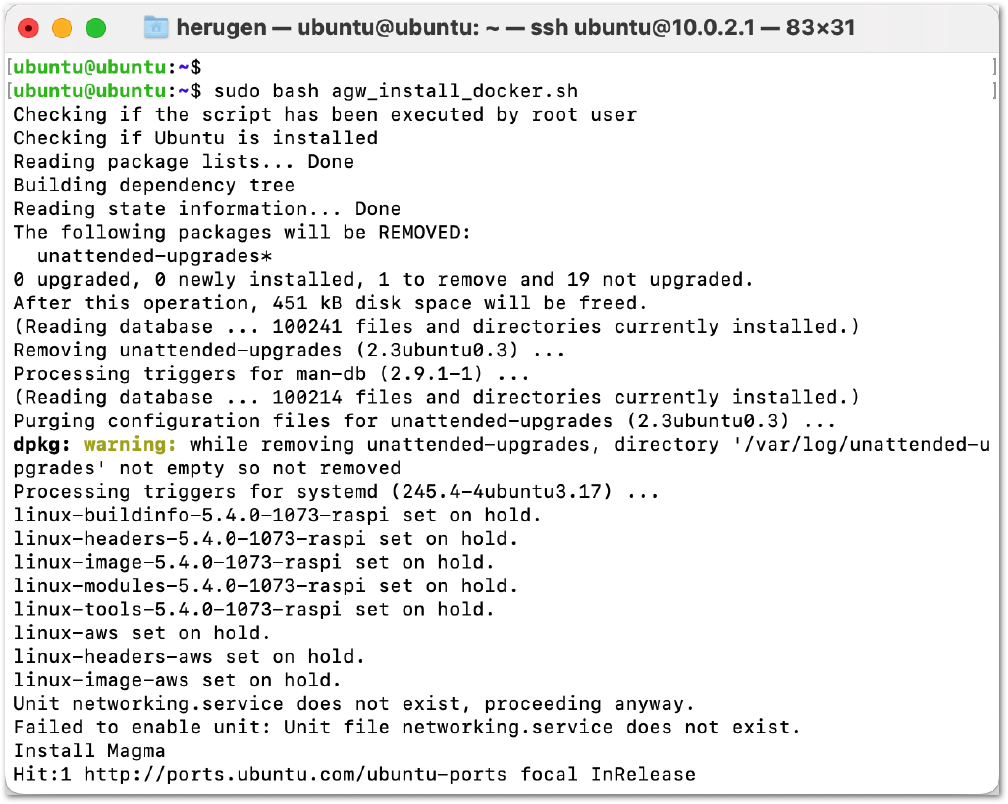 herugen — ubuntu@ubuntu: ~ — ssh ubuntu@10.0.2.1 — 83×31
[ubuntu@ubuntu:~$ ]
[ubuntu@ubuntu:~$ sudo bash agw_install_docker.sh ]
Checking if the script has been executed by root user
Checking if Ubuntu is installed
Reading package lists... Done
Building dependency tree
Reading state information... Done
The following packages will be REMOVED:
  unattended-upgrades*
0 upgraded, 0 newly installed, 1 to remove and 19 not upgraded.
After this operation, 451 kB disk space will be freed.
(Reading database ... 100241 files and directories currently installed.)
Removing unattended-upgrades (2.3ubuntu0.3) ...
Processing triggers for man-db (2.9.1-1) ...
(Reading database ... 100214 files and directories currently installed.)
Purging configuration files for unattended-upgrades (2.3ubuntu0.3) ...
dpkg: warning: while removing unattended-upgrades, directory '/var/log/unattended-u
pgrades' not empty so not removed
Processing triggers for systemd (245.4-4ubuntu3.17) ...
linux-buildinfo-5.4.0-1073-raspi set on hold.
linux-headers-5.4.0-1073-raspi set on hold.
linux-image-5.4.0-1073-raspi set on hold.
linux-modules-5.4.0-1073-raspi set on hold.
linux-tools-5.4.0-1073-raspi set on hold.
linux-aws set on hold.
linux-headers-aws set on hold.
linux-image-aws set on hold.
Unit networking.service does not exist, proceeding anyway.
Failed to enable unit: Unit file networking.service does not exist.
Install Magma
Hit:1 http://ports.ubuntu.com/ubuntu-ports focal InRelease